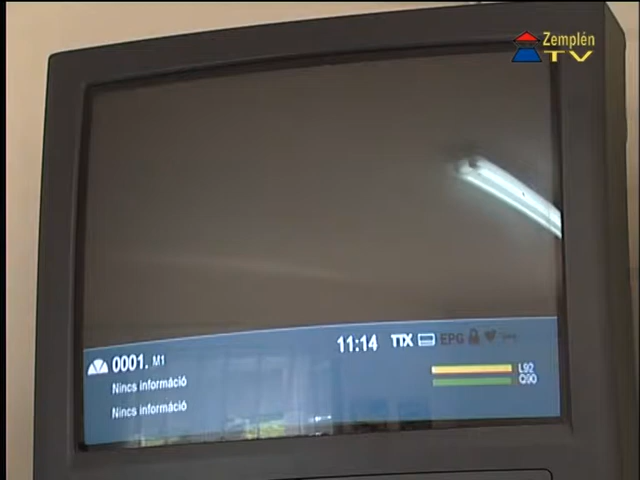 Zemplén
TV
11:14 TTX EPG
0001. M1
Nincs információ
L92
Q90
Nincs információ